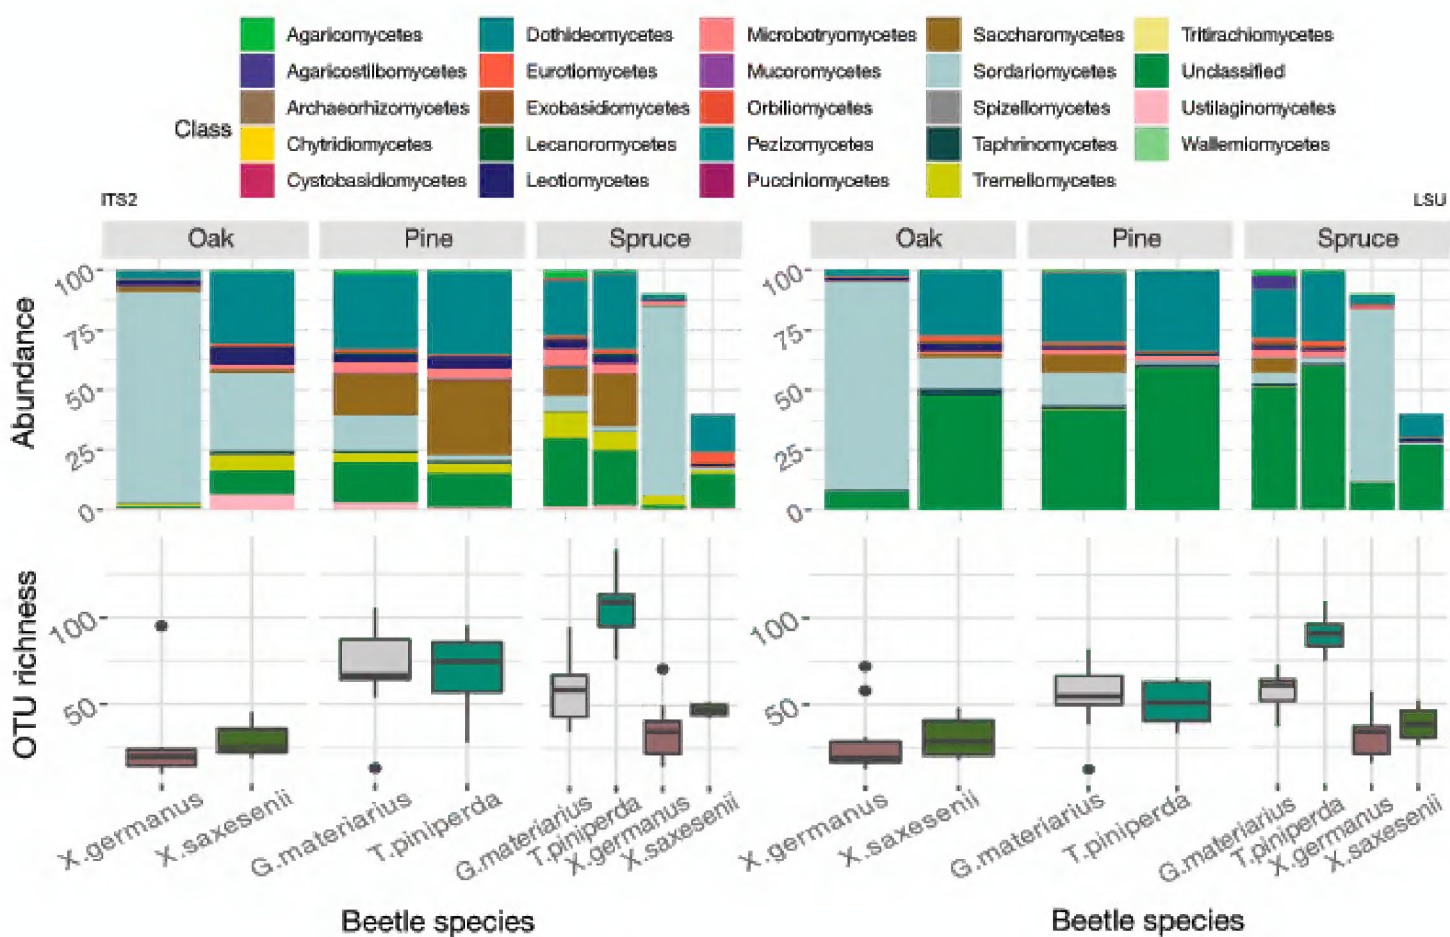 Class
Agaricomycetes Dothideomycetes Microbotryomycetes Saccharomycetes Tritirachiomycetes
Agaricostilbomycetes Eurotiomycetes Mucoromycetes Sordariomycetes Unclassified
Archaeorhizomycetes Exobasidiomycetes Orbiliomycetes Spizellomycetes Ustilaginomycetes
Chytridiomycetes Lecanoromycetes Pezizomycetes Taphrinomycetes Wallemiomycetes
Cystobasidiomycetes Leotiomycetes Pucciniomycetes Tremellomycetes
ITS2 LSU
Oak Pine Spruce Oak Pine Spruce
Abundance
100 100
75 75
50 50
25 25
0 0
OTU richness
100 100
50 50
X.germanus X.saxesenii G.materiarius T.piniperda G.materiarius T.piniperda X.germanus X.saxesenii X.germanus X.saxesenii G.materiarius T.piniperda G.materiarius T.piniperda X.germanus X.saxesenii
Beetle species Beetle species